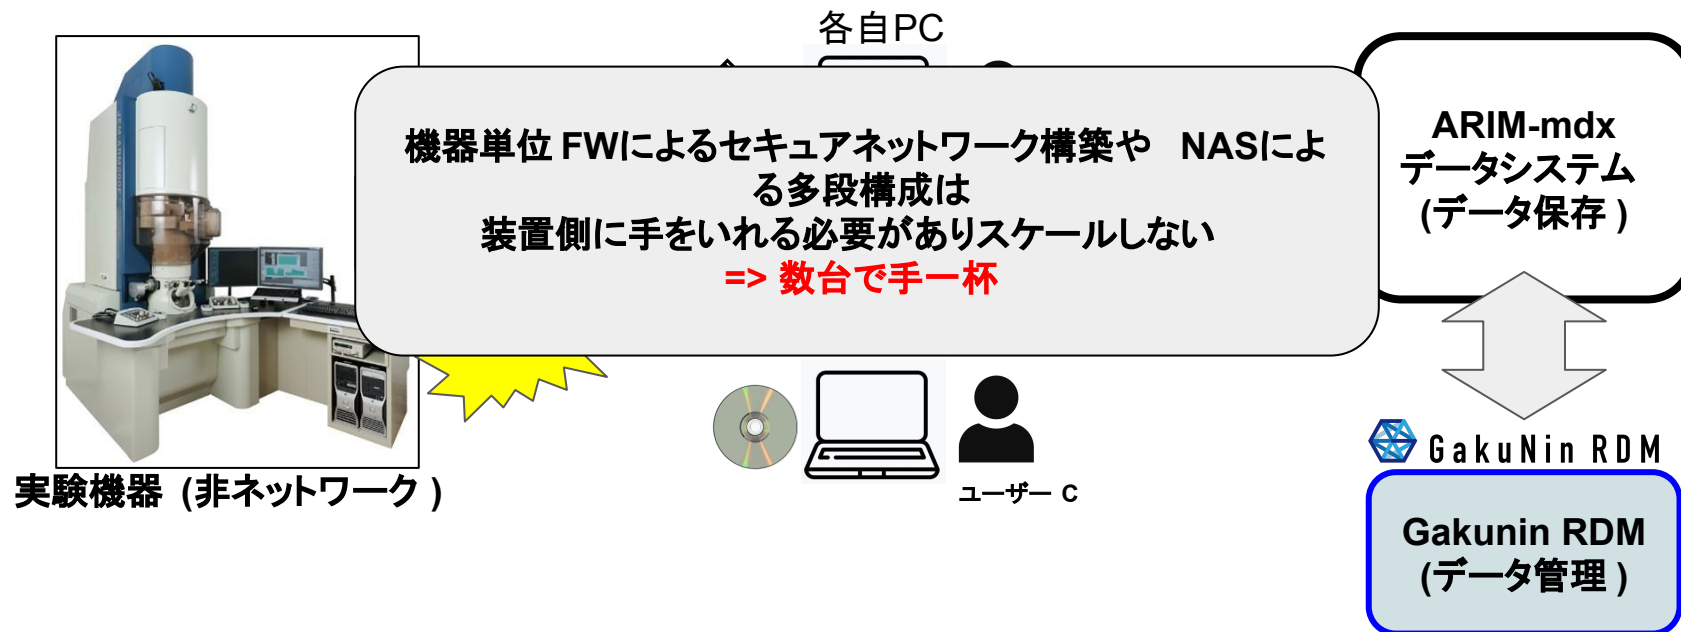 各自PC
機器単位 FWによるセキュアネットワーク構築や NASによ
る多段構成は
装置側に手をいれる必要がありスケールしない
=> 数台で手一杯
ARIM-mdx
データシステム
(データ保存 )
GakuNin RDM
実験機器 (非ネットワーク )
ユーザー C
Gakunin RDM
(データ管理 )